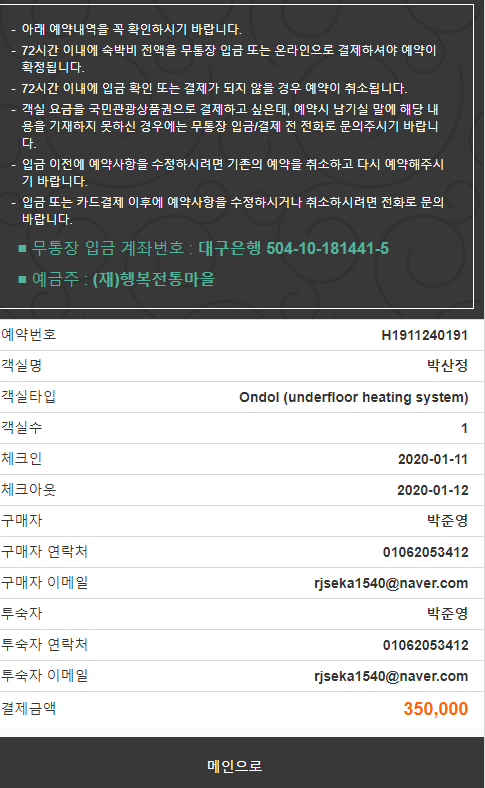 - 아래 예약내역을 꼭 확인하시기 바랍니다.
- 72시간 이내에 숙박비 전액을 무통장 입금 또는 온라인으로 결제하셔야 예약이
확정됩니다.
- 72시간 이내에 입금 확인 또는 결제가 되지 않을 경우 예약이 취소됩니다.
- 객실 요금을 국민관광상품권으로 결제하고 싶은데, 예약시 남기실 말에 해당 내
용을 기재하지 못하신 경우에는 무통장 입금/결제 전 전화로 문의주시기 바랍니
다.
- 입금 이전에 예약사항을 수정하시려면 기존의 예약을 취소하고 다시 예약해주시
기 바랍니다.
- 입금 또는 카드결제 이후에 예약사항을 수정하시거나 취소하시려면 전화로 문의
바랍니다.
■ 무통장 입금 계좌번호 : 대구은행 504-10-181441-5
■ 예금주 : (재)행복전통마을
예약번호 H1911240191
객실명 박산정
객실타입 Ondol (underfloor heating system)
객실수 1
체크인 2020-01-11
체크아웃 2020-01-12
구매자 박준영
구매자 연락처 01062053412
구매자 이메일 rjseka1540@naver.com
투숙자 박준영
투숙자 연락처 01062053412
투숙자 이메일 rjseka1540@naver.com
결제금액 350,000
메인으로